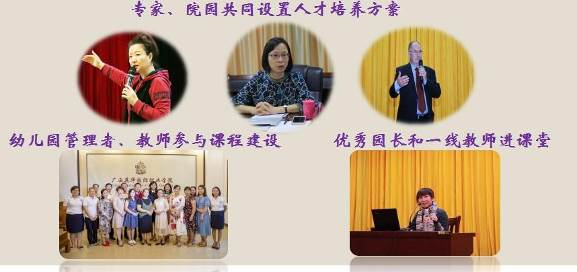 专家、院园共同设置人才培养方案
幼儿园管理者、教师参与课程建设
优秀园长和一线教师进课堂